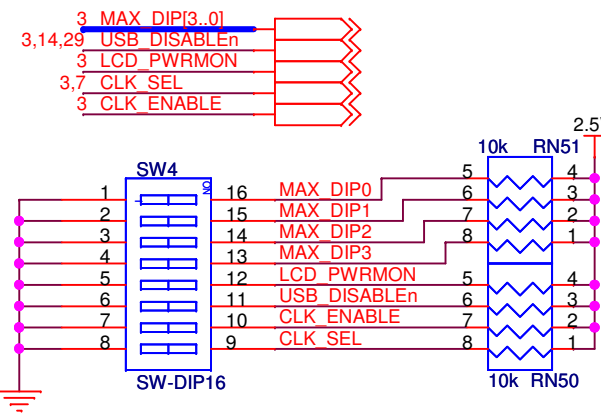 3 MAX_DIP[3..0]
3,14,29 USB_DISABLEn
3 LCD_PWRMON
3,7 CLK_SEL
3 CLK_ENABLE
10k RN51
SW4
ON
1 16 MAX_DIP0 5 4
2 15 MAX_DIP1 6 3
3 14 MAX_DIP2 7 2
4 13 MAX_DIP3 8 1
5 12 LCD_PWRMON 5 4
6 11 USB_DISABLEn 6 3
7 10 CLK_ENABLE 7 2
8 9 CLK_SEL 8 1
SW-DIP16
10k RN50